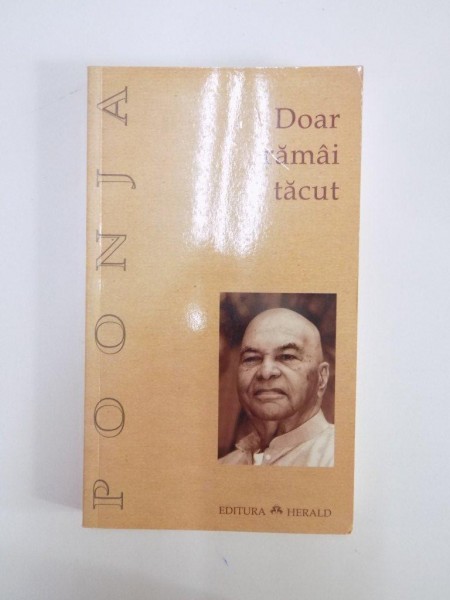 POONJA
Doar
rămâi
tăcut
EDITURA HERALD